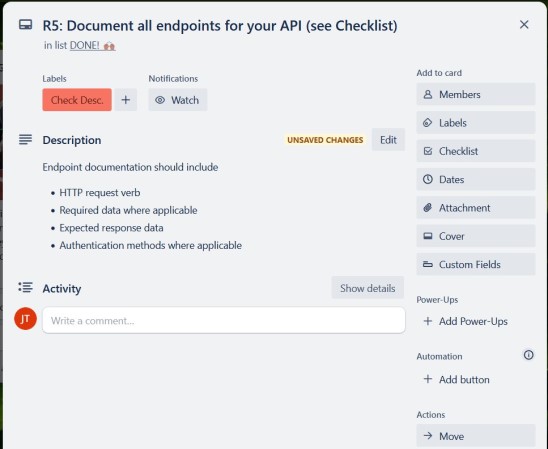 R5: Document all endpoints for your API (see Checklist)
in list DONE! 🙌🏽
Labels
Notifications
Check Desc.
Watch
Description
UNSAVED CHANGES
Edit
Endpoint documentation should include
• HTTP request verb
• Required data where applicable
• Expected response data
• Authentication methods where applicable
Activity
Show details
JT
Write a comment...
Add to card
Members
Labels
Checklist
Dates
Attachment
Cover
Custom Fields
Power-Ups
+ Add Power-Ups
Automation
+ Add button
Actions
→ Move